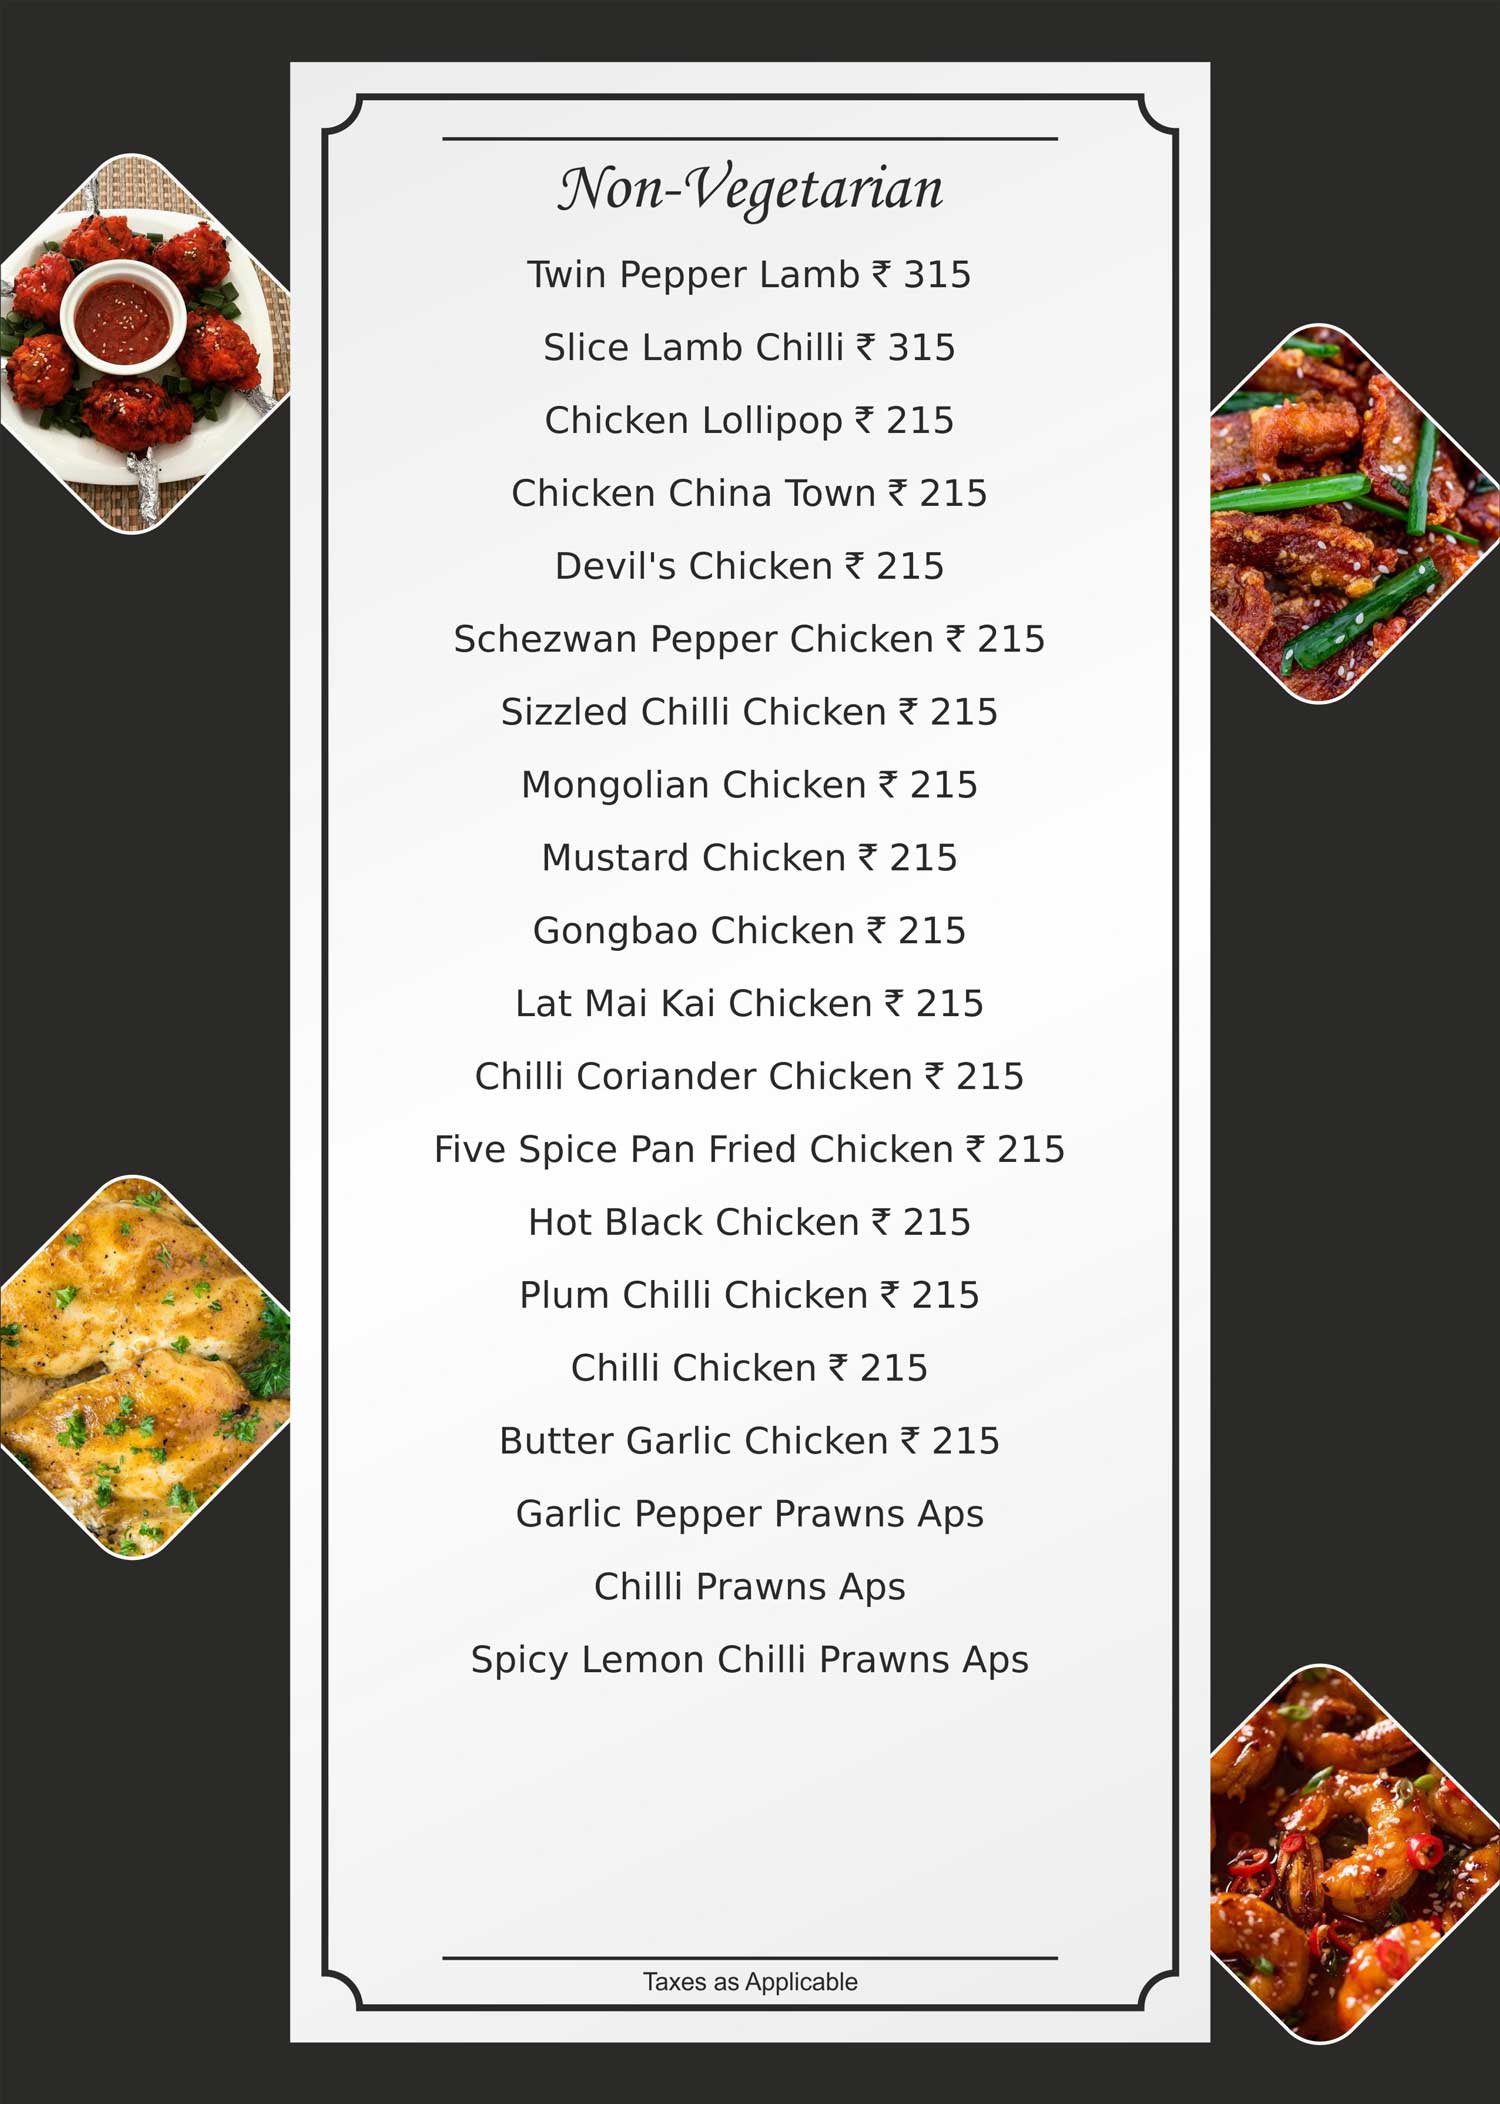 Non-Vegetarian
Twin Pepper Lamb ₹ 315
Slice Lamb Chilli ₹ 315
Chicken Lollipop ₹ 215
Chicken China Town ₹ 215
Devil's Chicken ₹ 215
Schezwan Pepper Chicken ₹ 215
Sizzled Chilli Chicken ₹ 215
Mongolian Chicken ₹ 215
Mustard Chicken ₹ 215
Gongbao Chicken ₹ 215
Lat Mai Kai Chicken ₹ 215
Chilli Coriander Chicken ₹ 215
Five Spice Pan Fried Chicken ₹ 215
Hot Black Chicken ₹ 215
Plum Chilli Chicken ₹ 215
Chilli Chicken ₹ 215
Butter Garlic Chicken ₹ 215
Garlic Pepper Prawns Aps
Chilli Prawns Aps
Spicy Lemon Chilli Prawns Aps
Taxes as Applicable